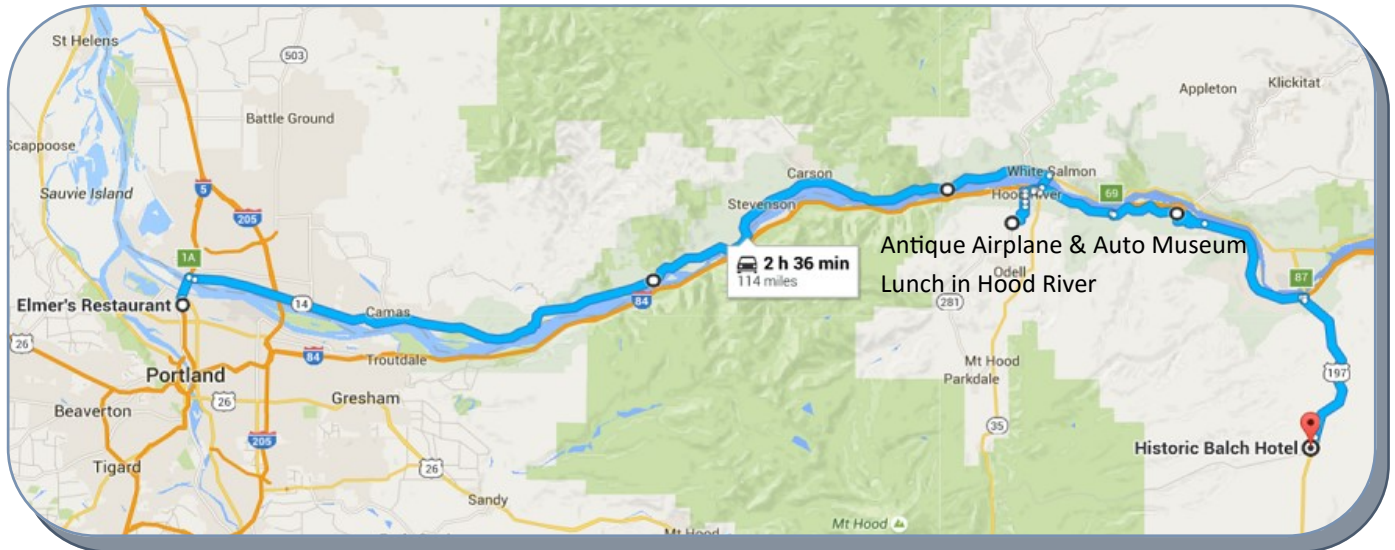 St Helens
503
Battle Ground
Appleton
Klickitat
Scappoose
Sauvie Island
5
205
Carson
White Salmon
Stevenson
Hood River
69
1A
Antique Airplane & Auto Museum
2 h 36 min
114 miles
Odell
Lunch in Hood River
87
Elmer's Restaurant
14
Camas
84
281
26
84
Troutdale
Mt Hood
Parkdale
197
Portland
26
Gresham
Beaverton
35
205
Historic Balch Hotel
Tigard
26
Sandy
Mt Hood
Mt Hood